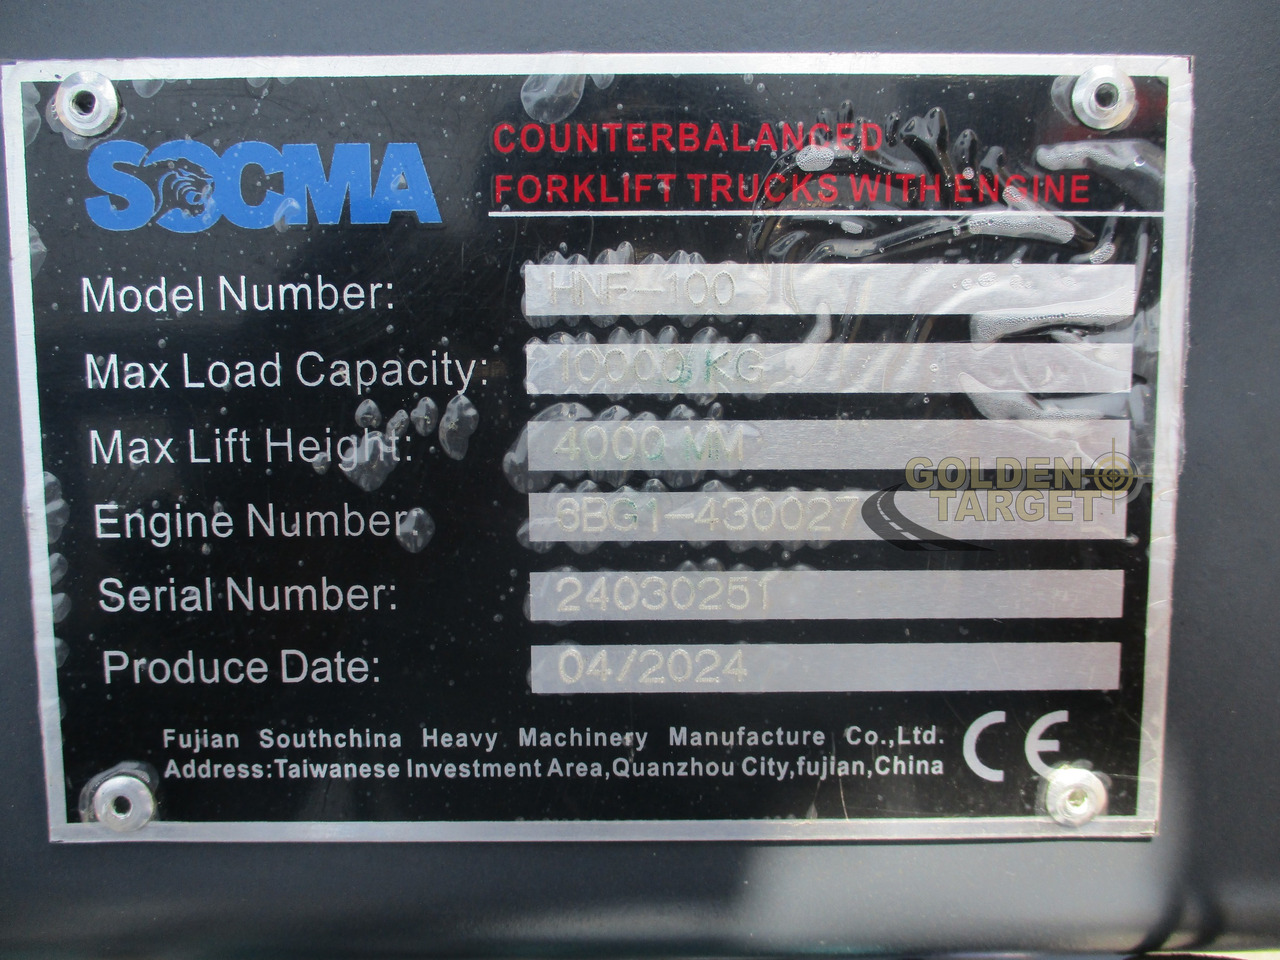 SOCMA
COUNTERBALANCED
FORKLIFT TRUCKS WITH ENGINE
Model Number: HNF-100
Max Load Capacity: 10000 KG
Max Lift Height: 4000 MM
Engine Number: 6BG1-430027
Serial Number: 24030251
Produce Date: 04/2024
GOLDEN
TARGET
Fujian Southchina Heavy Machinery Manufacture Co.,Ltd.
Address:Taiwanese Investment Area,Quanzhou City,fujian,China
CE